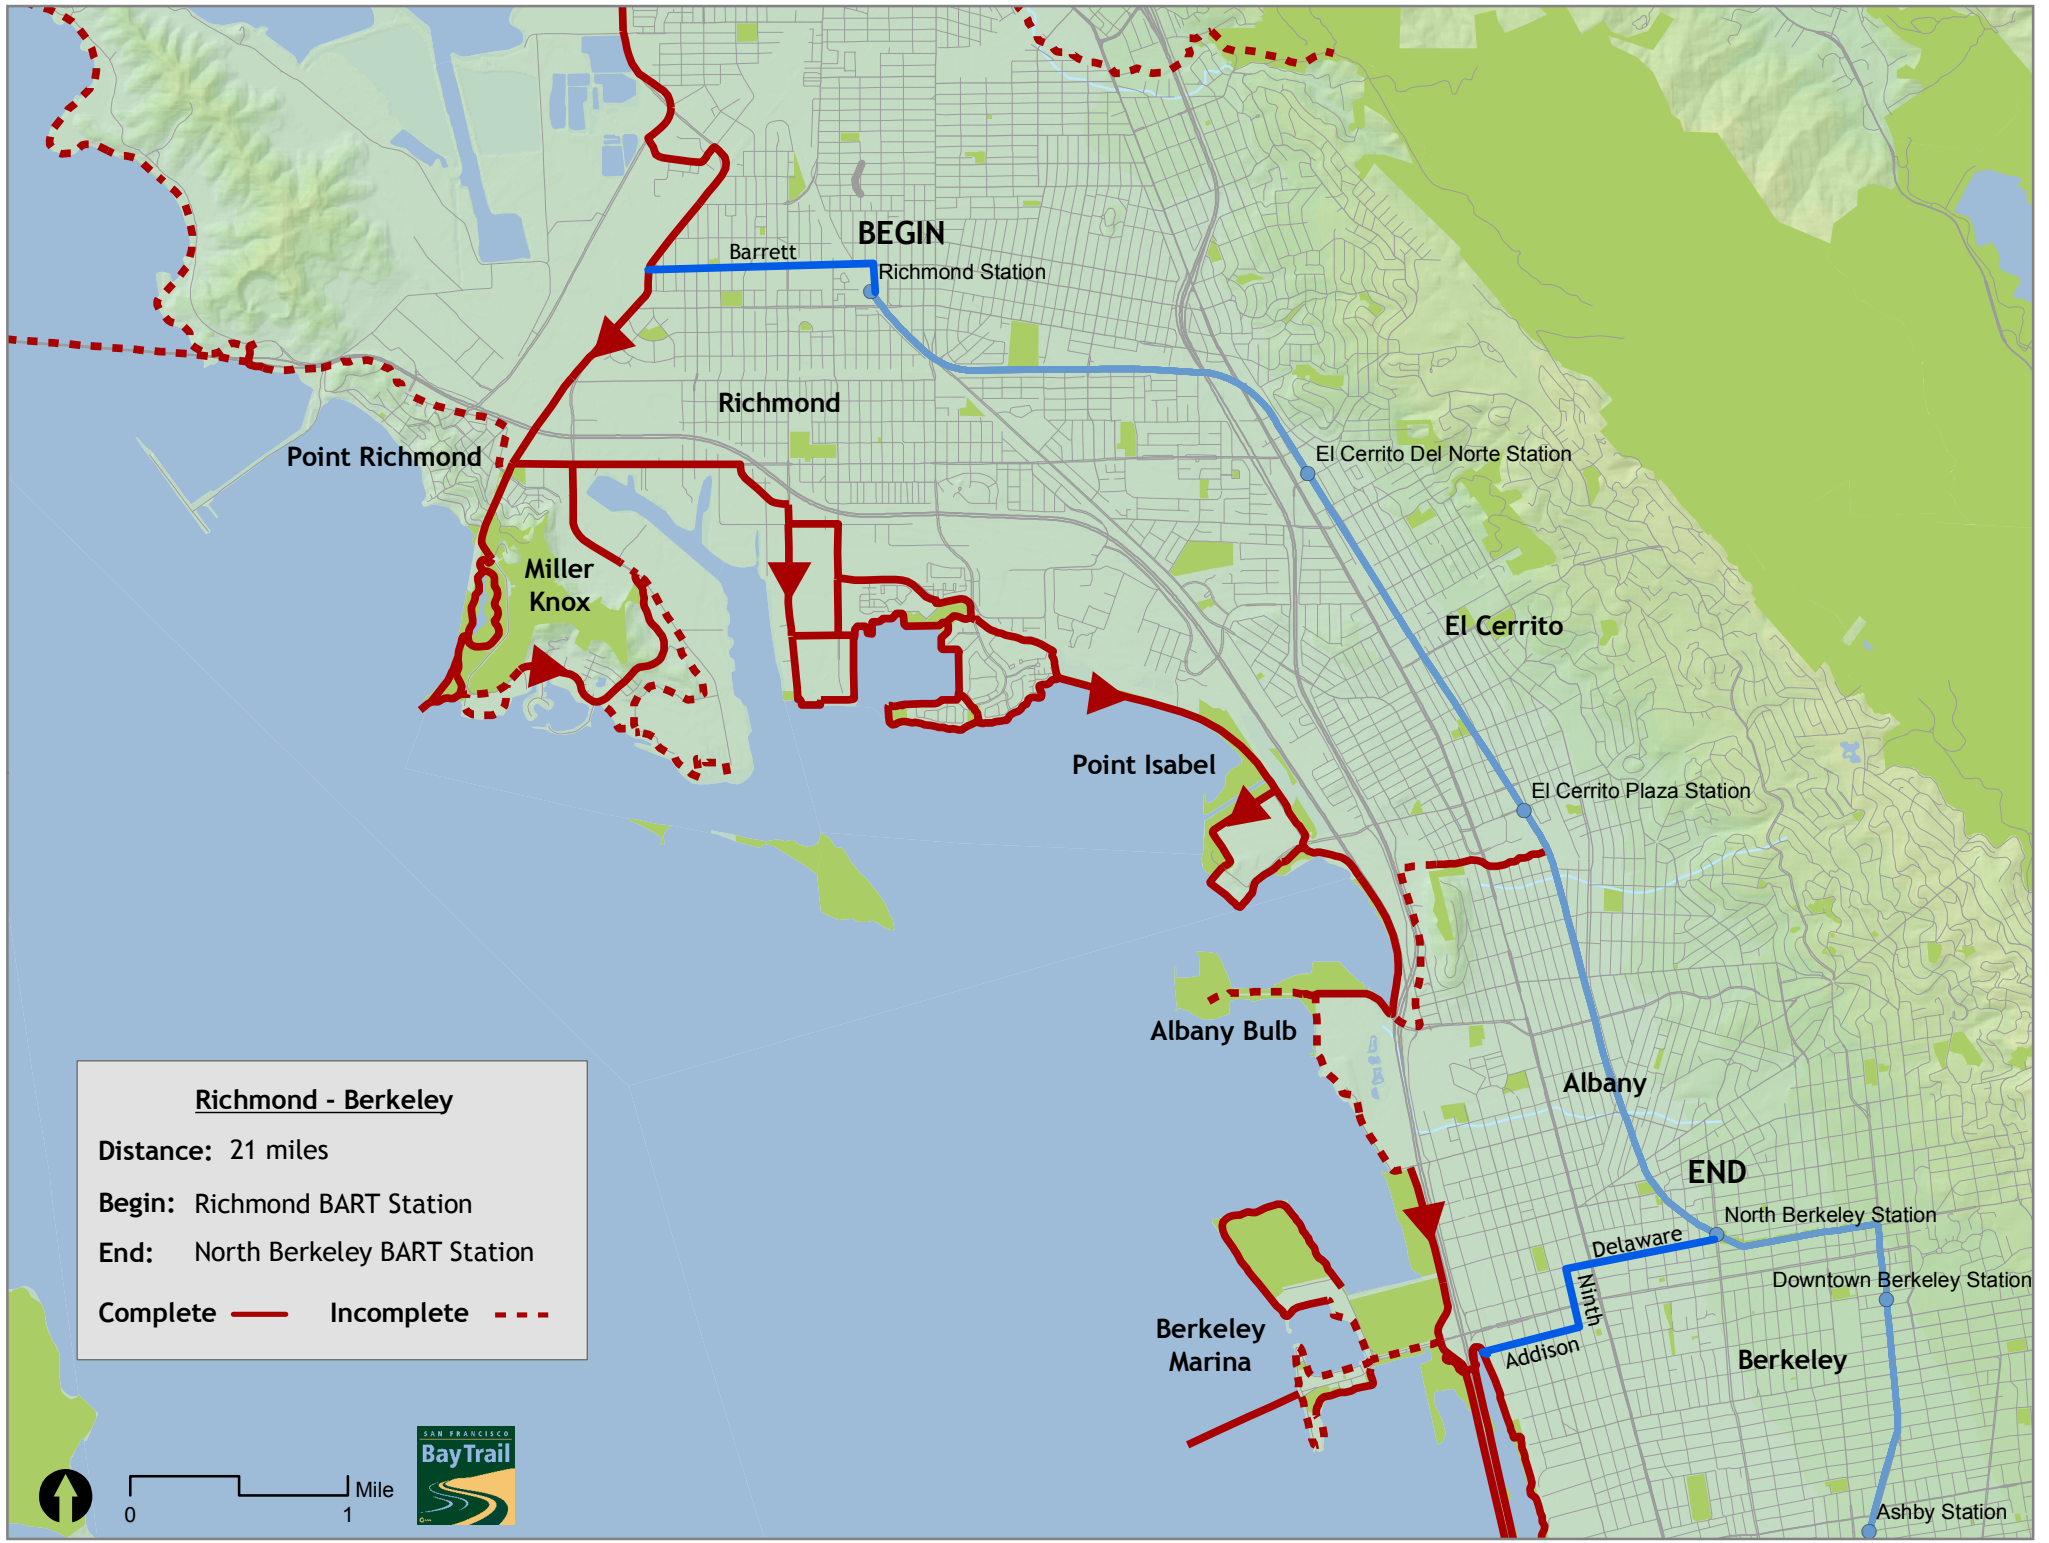 BEGIN
Barrett
Richmond Station
Richmond
Point Richmond
El Cerrito Del Norte Station
Miller
Knox
El Cerrito
Point Isabel
El Cerrito Plaza Station
Albany Bulb
Albany
END
North Berkeley Station
Delaware
Ninth
Downtown Berkeley Station
Addison
Berkeley
Marina
Berkeley
Ashby Station
Richmond - Berkeley
Distance: 21 miles
Begin: Richmond BART Station
End: North Berkeley BART Station
Complete Incomplete
0 1 Mile
SAN FRANCISCO
Bay Trail